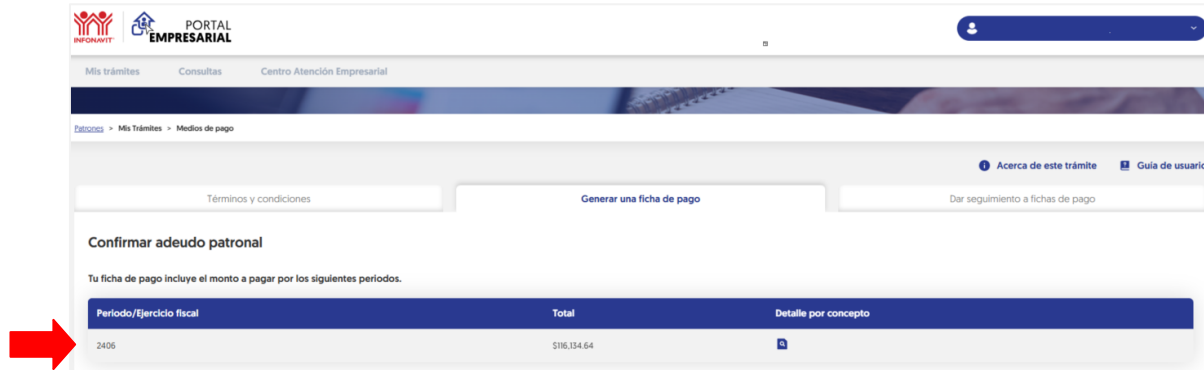 INFONAVIT
PORTAL
EMPRESARIAL
Mis trámites Consultas Centro Atención Empresarial
Patrones > Mis Trámites > Medios de pago
Acerca de este trámite Guía de usuario
Términos y condiciones Generar una ficha de pago Dar seguimiento a fichas de pago
Confirmar adeudo patronal
Tu ficha de pago incluye el monto a pagar por los siguientes periodos.
Periodo/Ejercicio fiscal Total Detalle por concepto
2406 $116,134.64